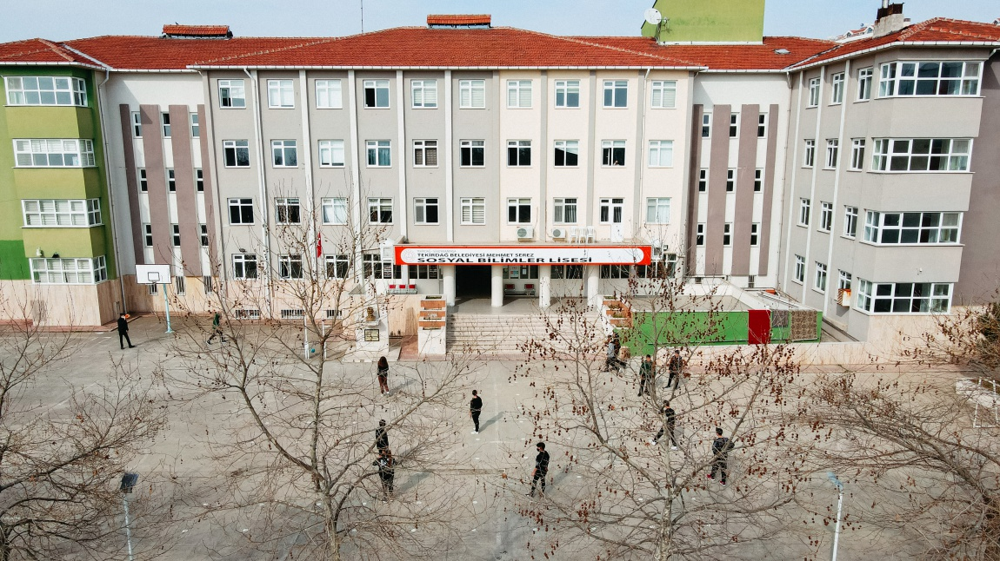 TEKİRDAĞ BELEDİYESİ MEHMET SEREZ
SOSYAL BİLİMLER LİSESİ